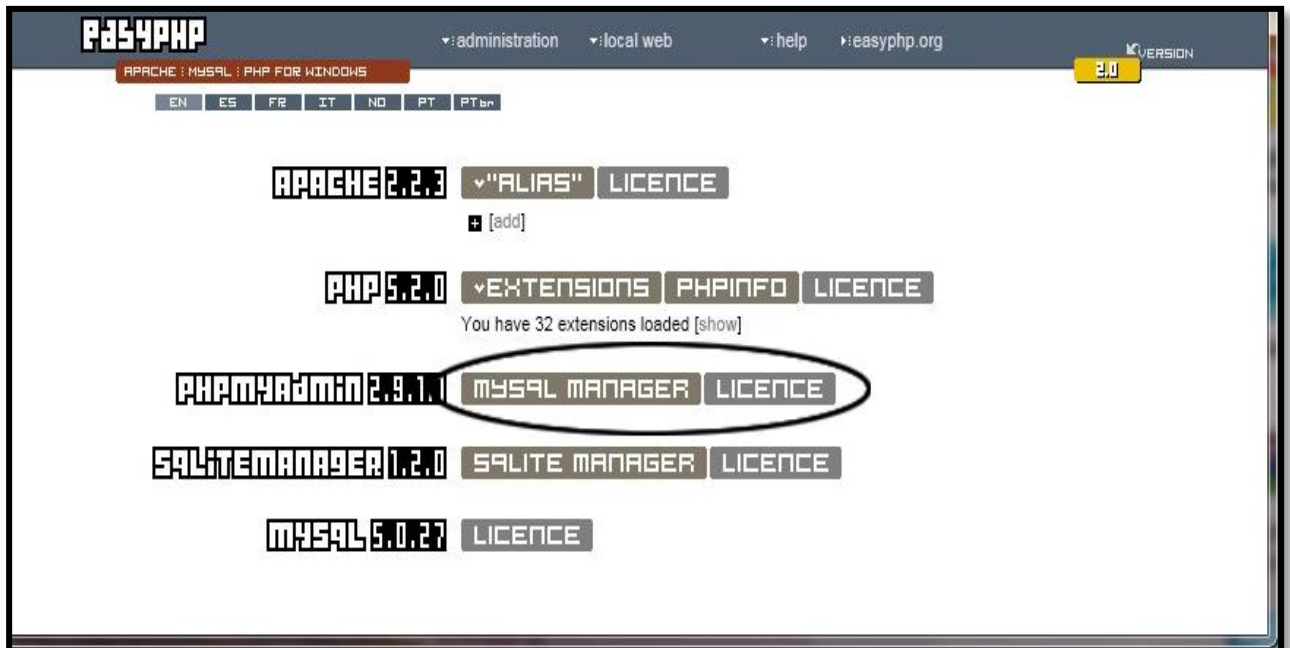 EASYPHP
administration local web help easyphp.org
VERSION
APACHE : MYSQL : PHP FOR WINDOWS
2.0
EN ES FR IT NO PT PTbr
APACHE 2.2.3 "ALIAS" LICENCE
+ [add]
PHP 5.2.0 EXTENSIONS PHPINFO LICENCE
You have 32 extensions loaded [show]
PHPMYADMIN 2.9.1.1 MYSQL MANAGER LICENCE
SQLITEMANAGER 1.2.0 SQLITE MANAGER LICENCE
MYSQL 5.0.27 LICENCE